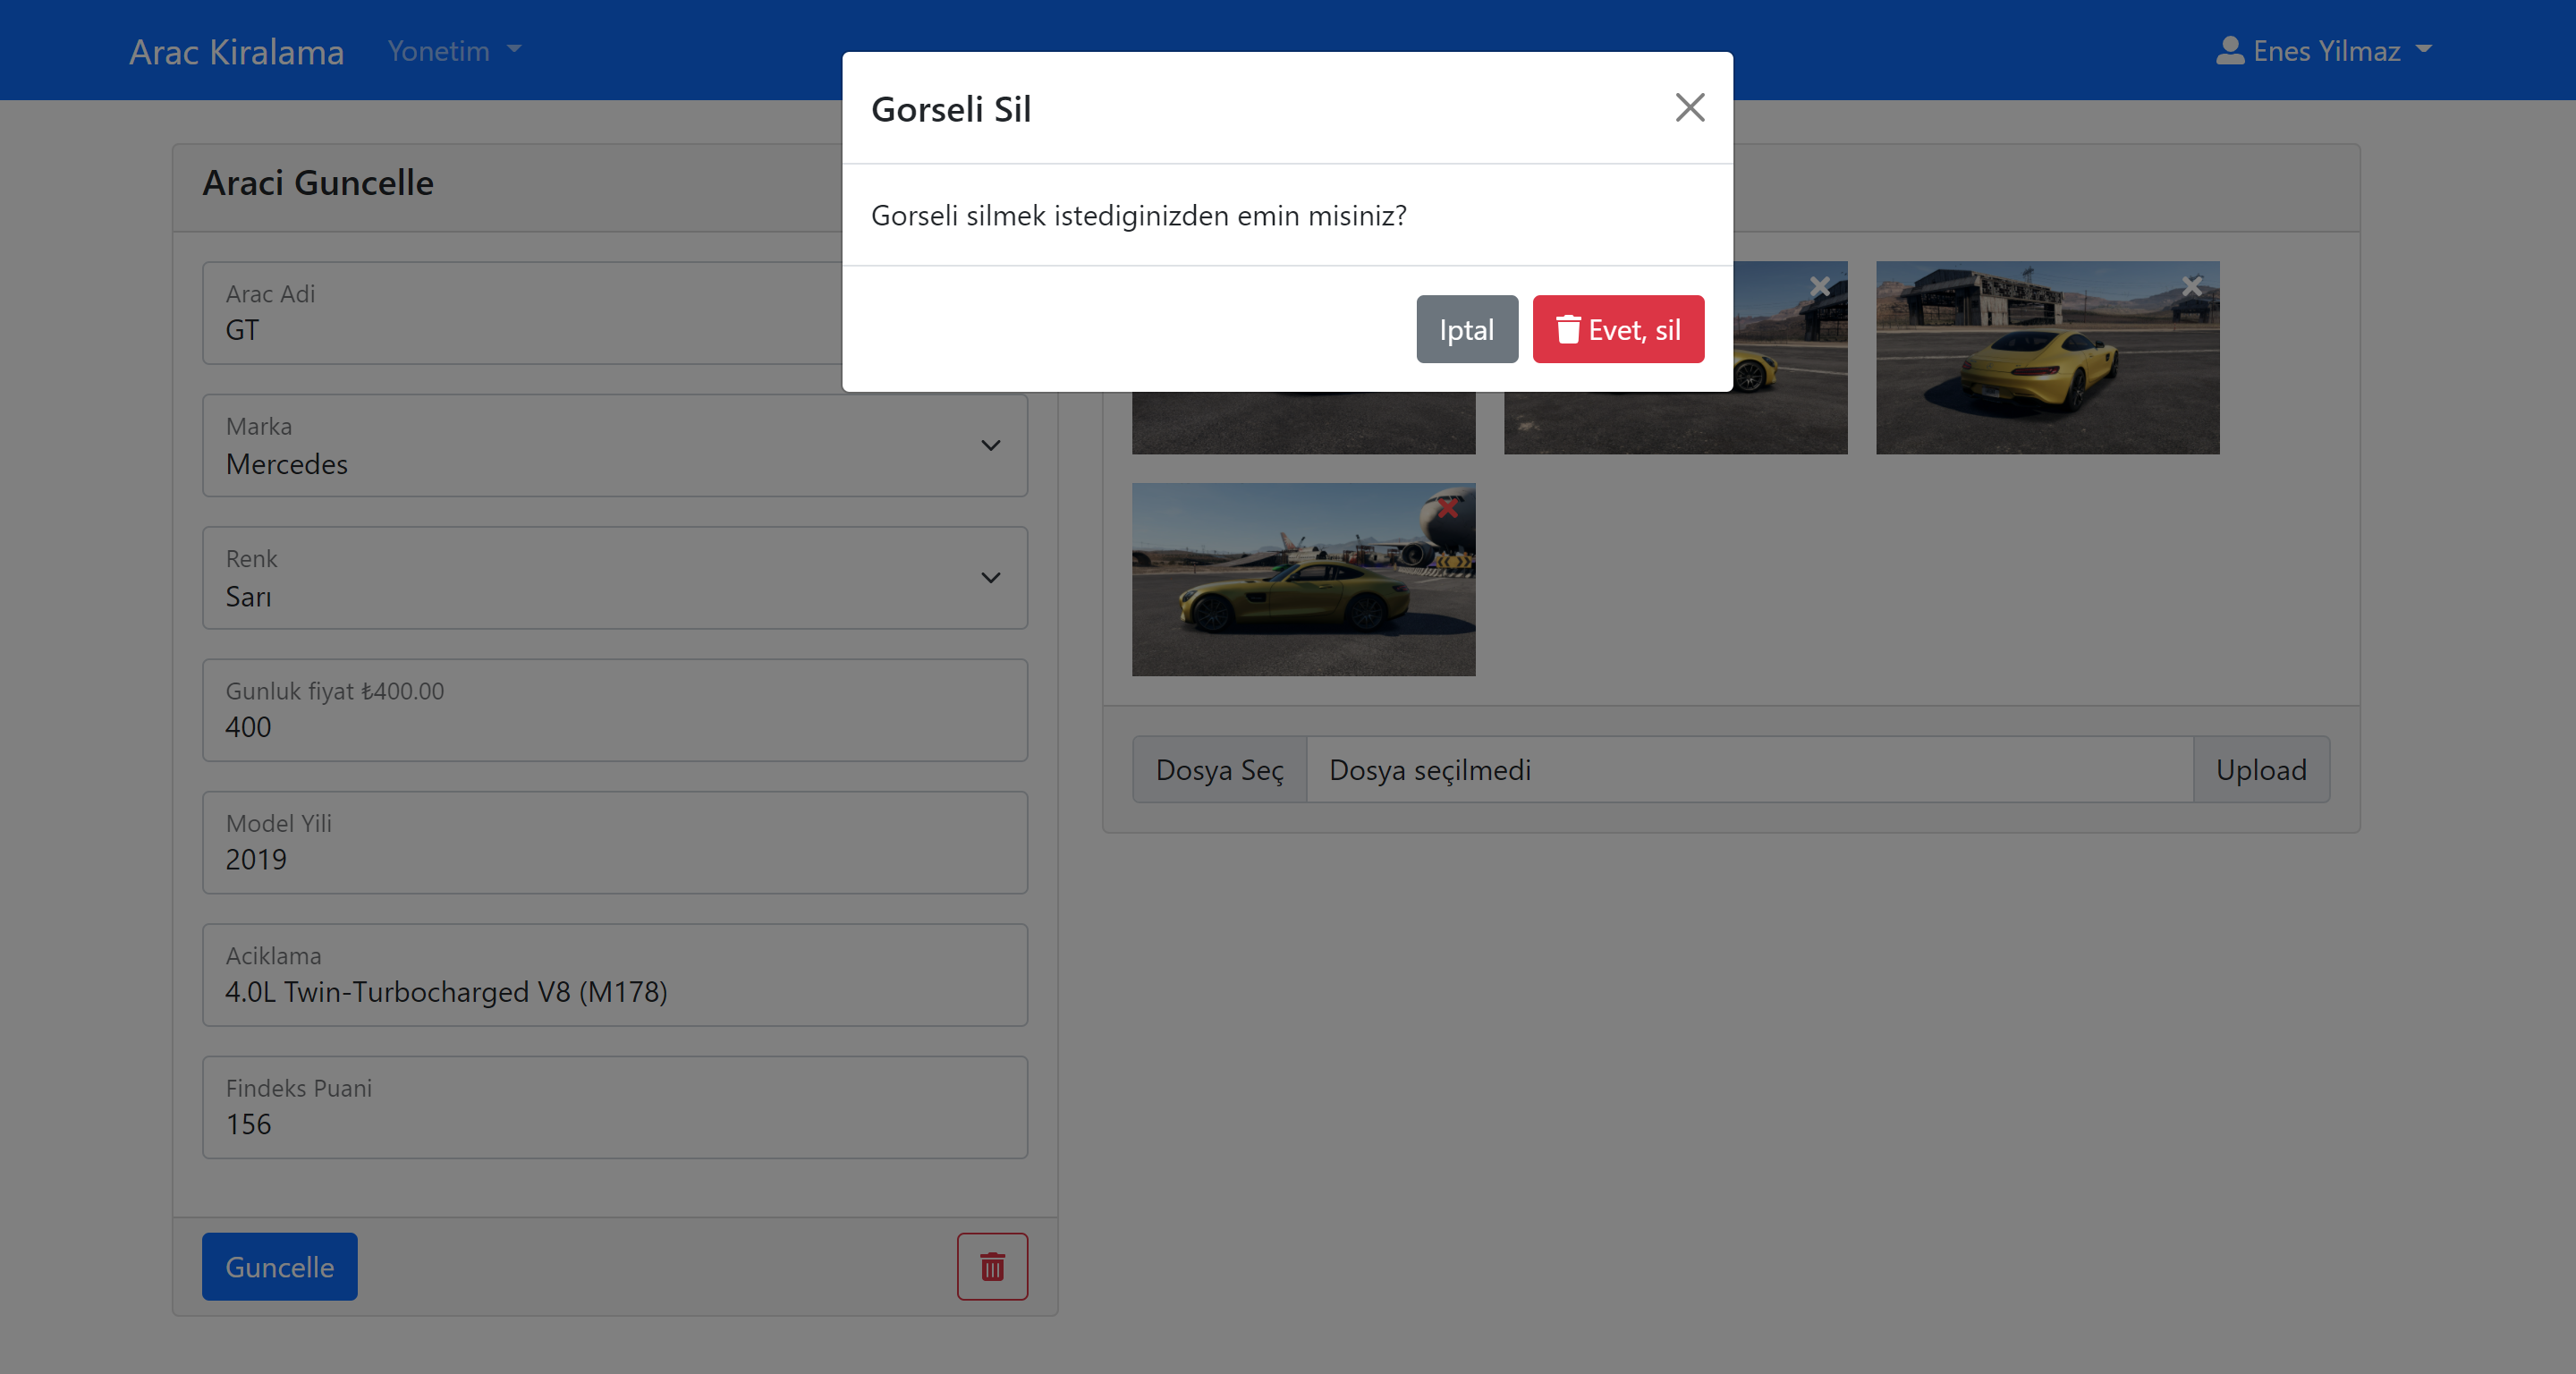 Arac Kiralama
Yonetim
Enes Yilmaz
Gorseli Sil
Gorseli silmek istediginizden emin misiniz?
Iptal
Evet, sil
Araci Guncelle
Arac Adi
GT
Marka
Mercedes
Renk
Sarı
Gunluk fiyat ₺400.00
400
Model Yili
2019
Aciklama
4.0L Twin-Turbocharged V8 (M178)
Findeks Puani
156
Guncelle
Dosya Seç
Dosya seçilmedi
Upload